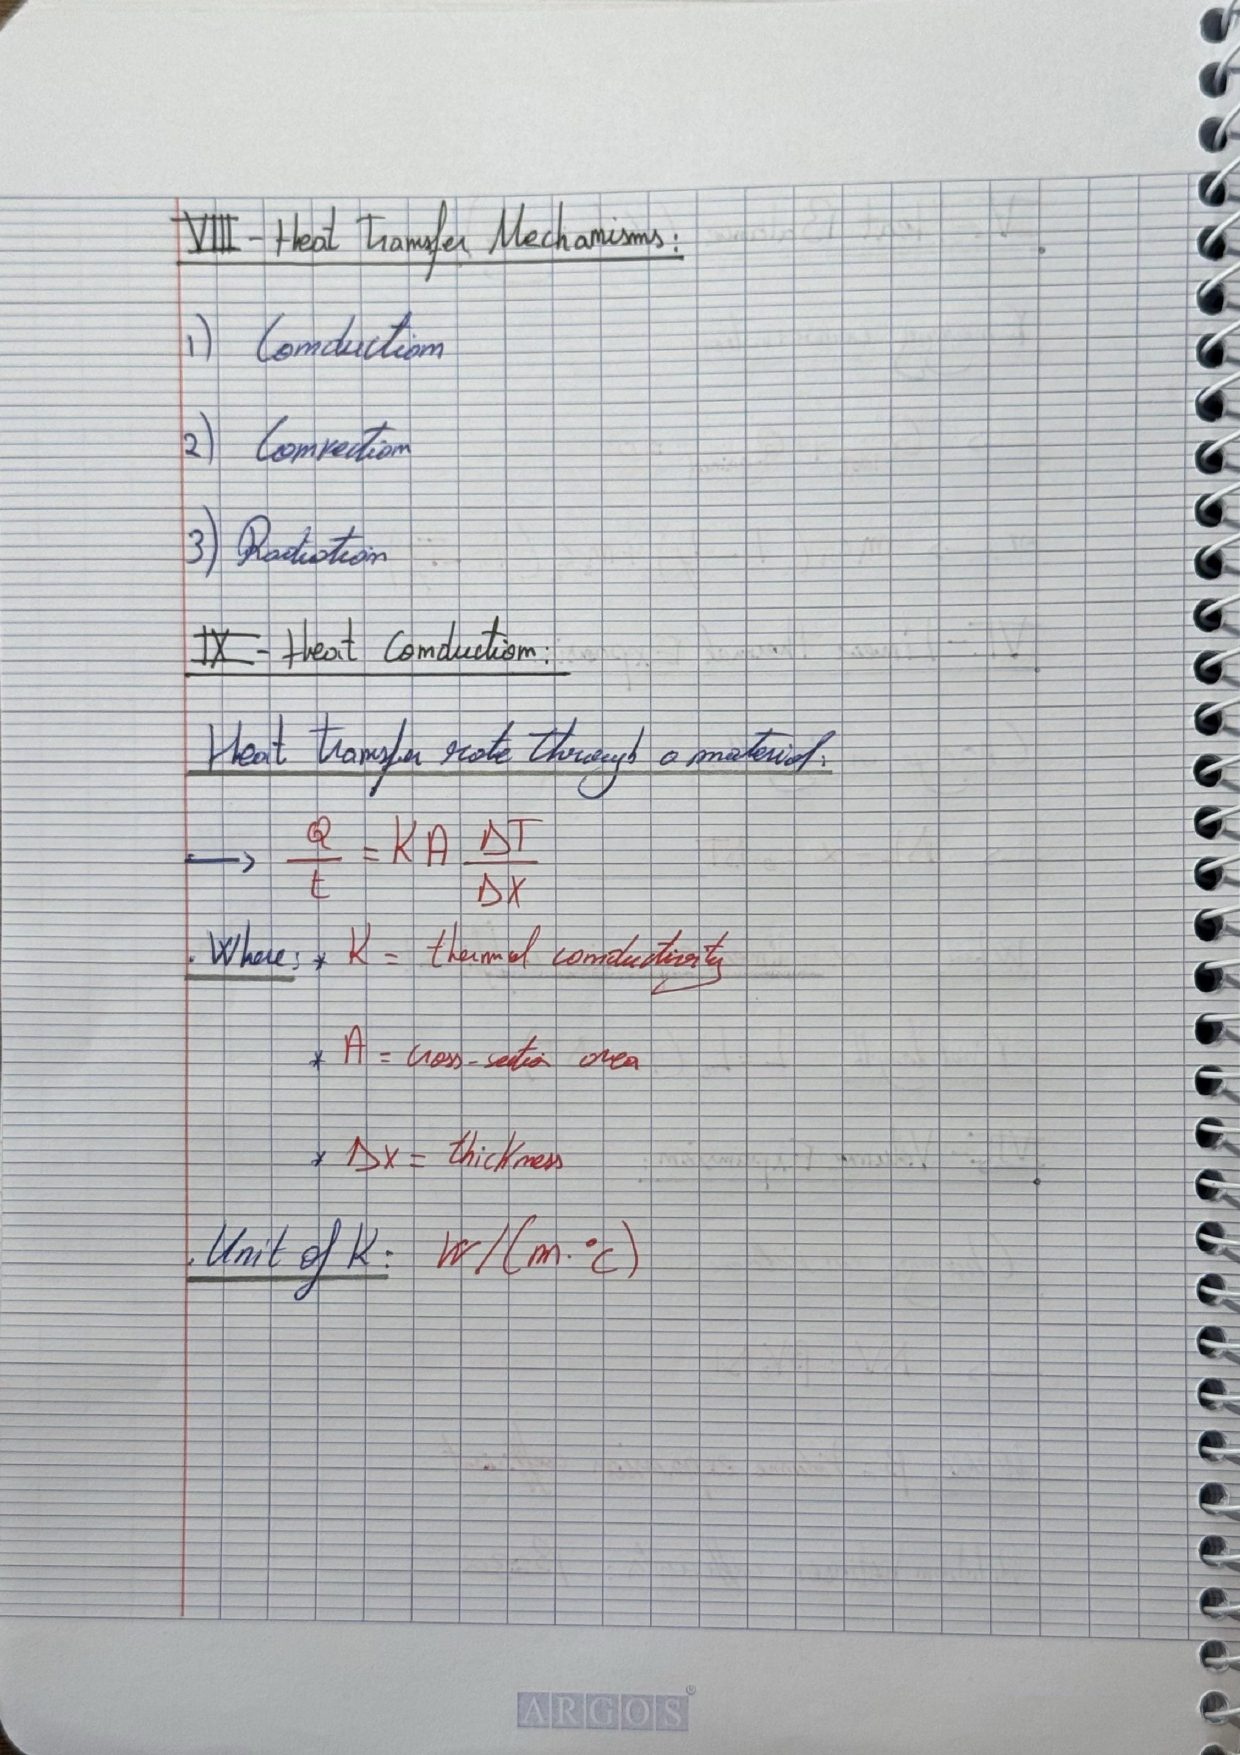 VIII - Heat Transfer Mechanisms:
1) Conduction
2) Convection
3) Radiation
IX - Heat Conduction:
Heat transfer rate through a material:
→ Q/t = K A ΔT/ΔX
. Where: * K = thermal conductivity
* A = cross-section area
* Δx = thickness
. Unit of K: W/(m.°C)
ARGOS®